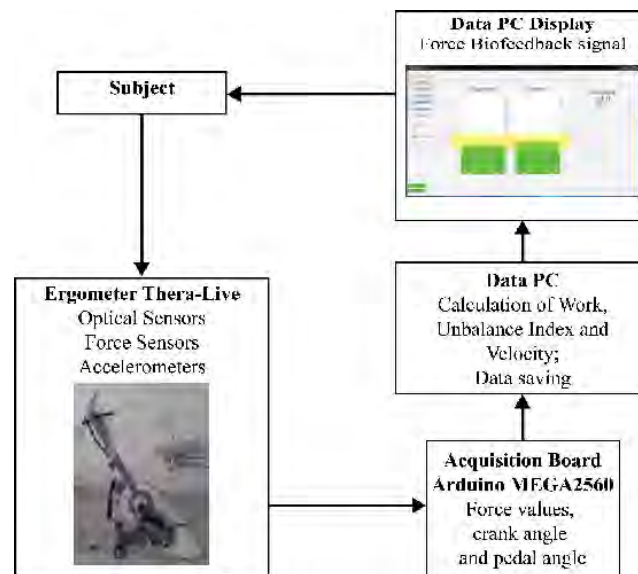 Data PC Display
Force Biofeedback signal
Subject
Ergometer Thera-Live
Optical Sensors
Force Sensors
Accelerometers
Data PC
Calculation of Work,
Unbalance Index and
Velocity;
Data saving
Acquisition Board
Arduino MEGA2560
Force values,
crank angle
and pedal angle